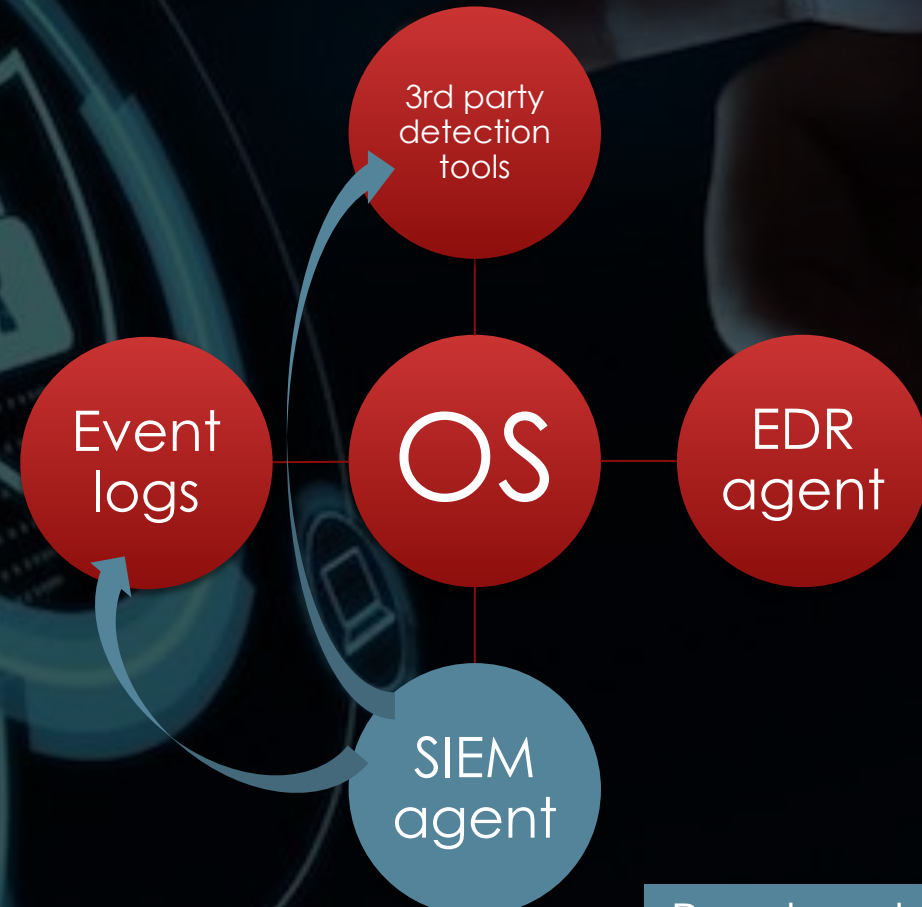 3rd party
detection
tools
Event
logs
OS
EDR
agent
SIEM
agent